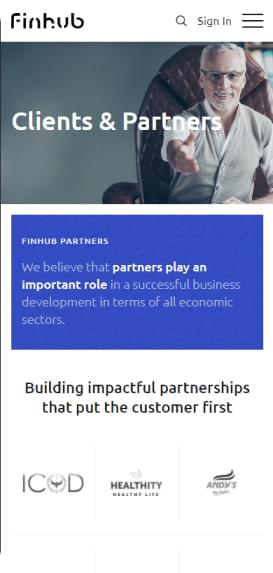 Finhub
Sign In
Clients & Partners
FINHUB PARTNERS
We believe that partners play an
important role in a successful business
development in terms of all economic
sectors.
Building impactful partnerships
that put the customer first
ICOD
HEALTHITY
HEALTHY LIFE
ANDY'S